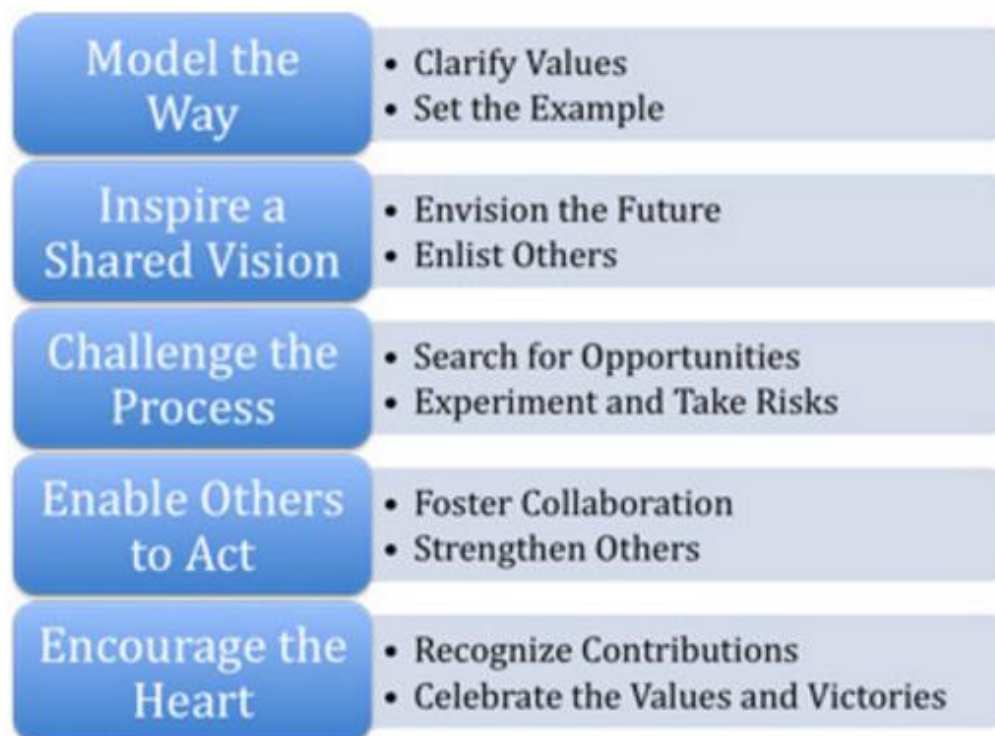 Model the
Way
• Clarify Values
• Set the Example
Inspire a
Shared Vision
• Envision the Future
• Enlist Others
Challenge the
Process
• Search for Opportunities
• Experiment and Take Risks
Enable Others
to Act
• Foster Collaboration
• Strengthen Others
Encourage the
Heart
• Recognize Contributions
• Celebrate the Values and Victories